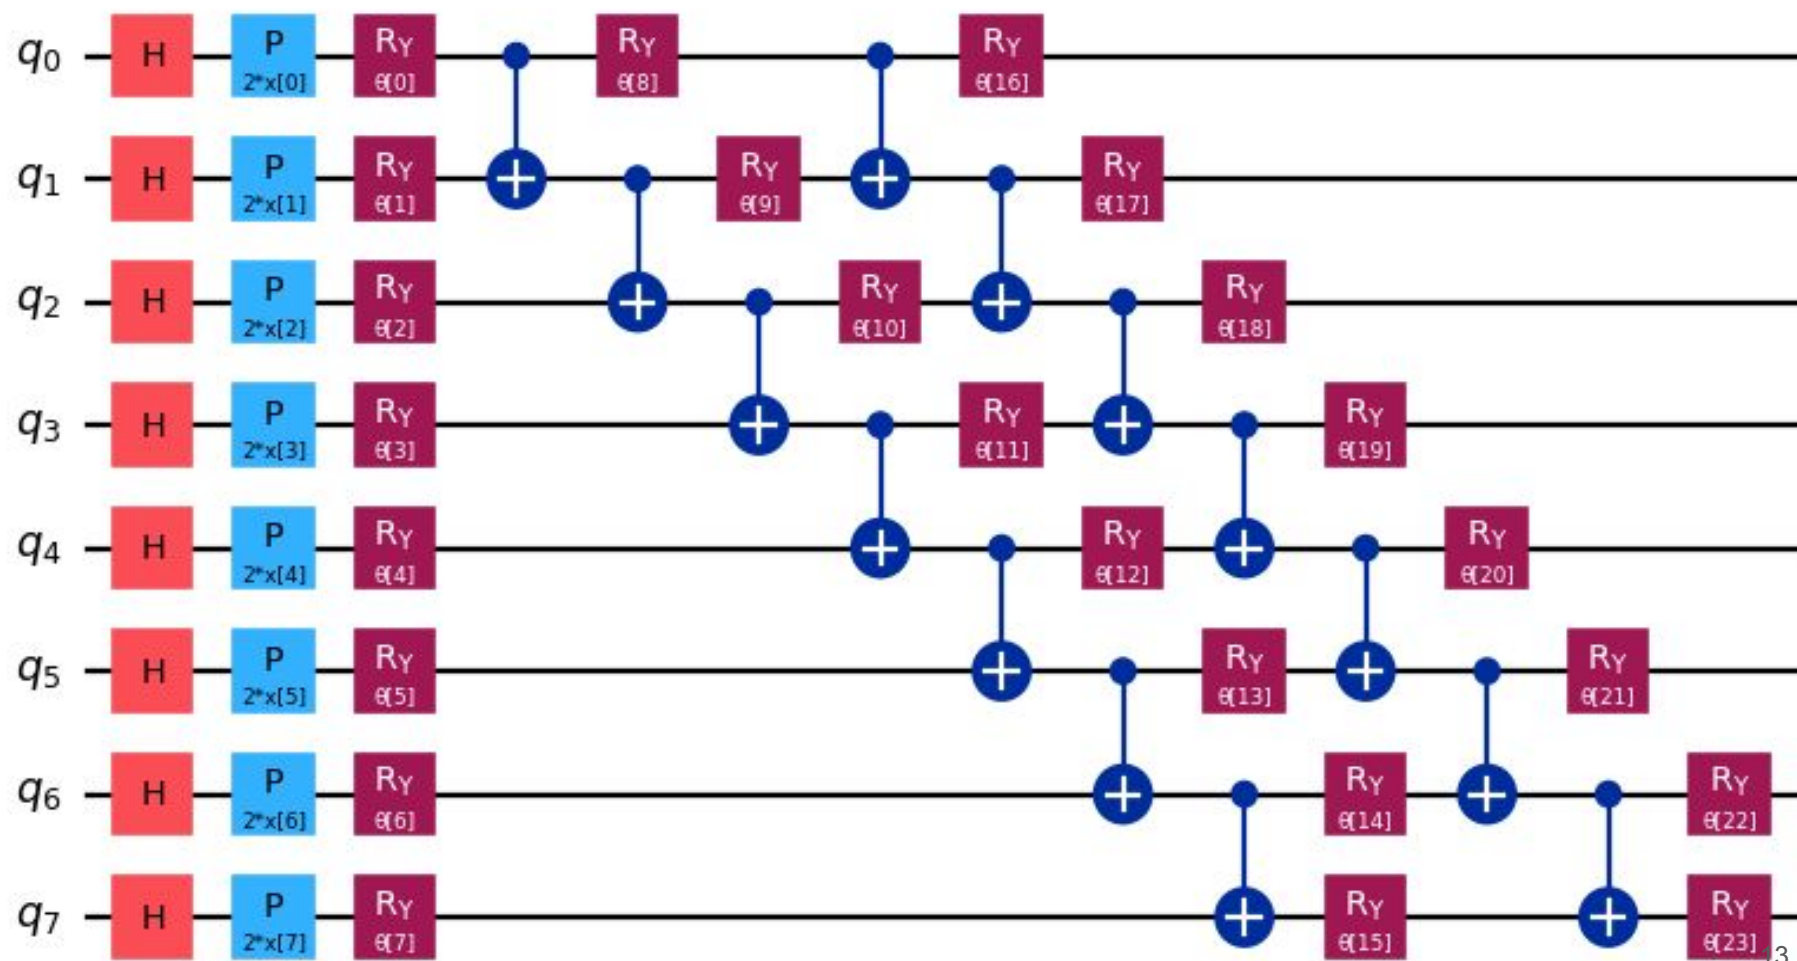 q0 H P 2*x[0] RY θ[0] RY θ[8] RY θ[16]
q1 H P 2*x[1] RY θ[1] RY θ[9] RY θ[17]
q2 H P 2*x[2] RY θ[2] RY θ[10] RY θ[18]
q3 H P 2*x[3] RY θ[3] RY θ[11] RY θ[19]
q4 H P 2*x[4] RY θ[4] RY θ[12] RY θ[20]
q5 H P 2*x[5] RY θ[5] RY θ[13] RY θ[21]
q6 H P 2*x[6] RY θ[6] RY θ[14] RY θ[22]
q7 H P 2*x[7] RY θ[7] RY θ[15] RY θ[23]